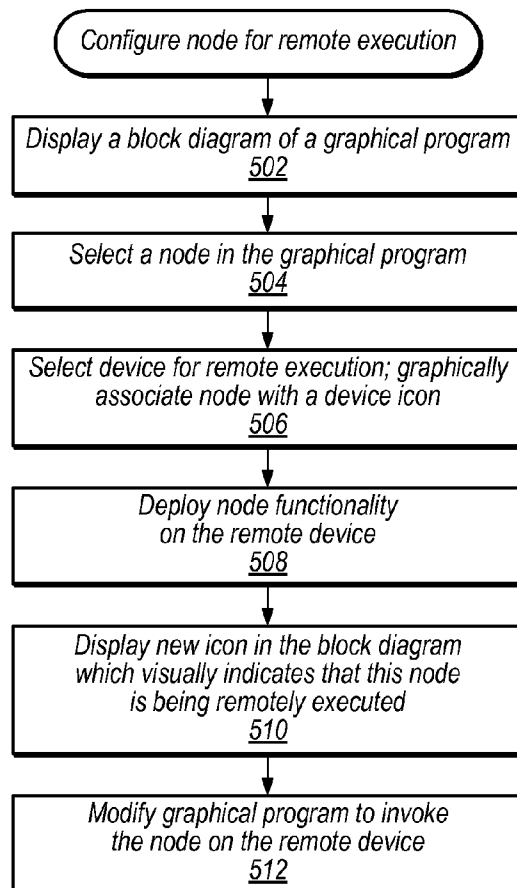 Configure node for remote execution
Display a block diagram of a graphical program
502
Select a node in the graphical program
504
Select device for remote execution; graphically
associate node with a device icon
506
Deploy node functionality
on the remote device
508
Display new icon in the block diagram
which visually indicates that this node
is being remotely executed
510
Modify graphical program to invoke
the node on the remote device
512